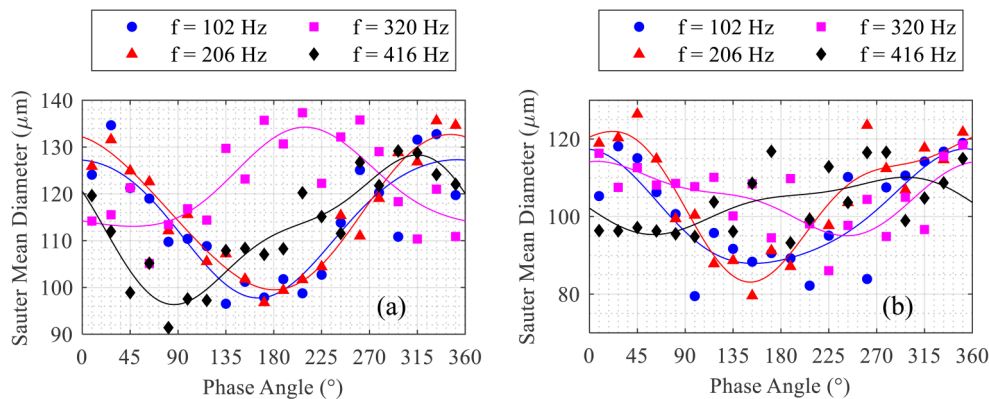 f = 102 Hz f = 320 Hz
f = 206 Hz f = 416 Hz
140
130
120
110
100
90
0 45 90 135 180 225 270 315 360
Sauter Mean Diameter (μm)
Phase Angle (°)
(a)
f = 102 Hz f = 320 Hz
f = 206 Hz f = 416 Hz
120
100
80
0 45 90 135 180 225 270 315 360
Sauter Mean Diameter (μm)
Phase Angle (°)
(b)